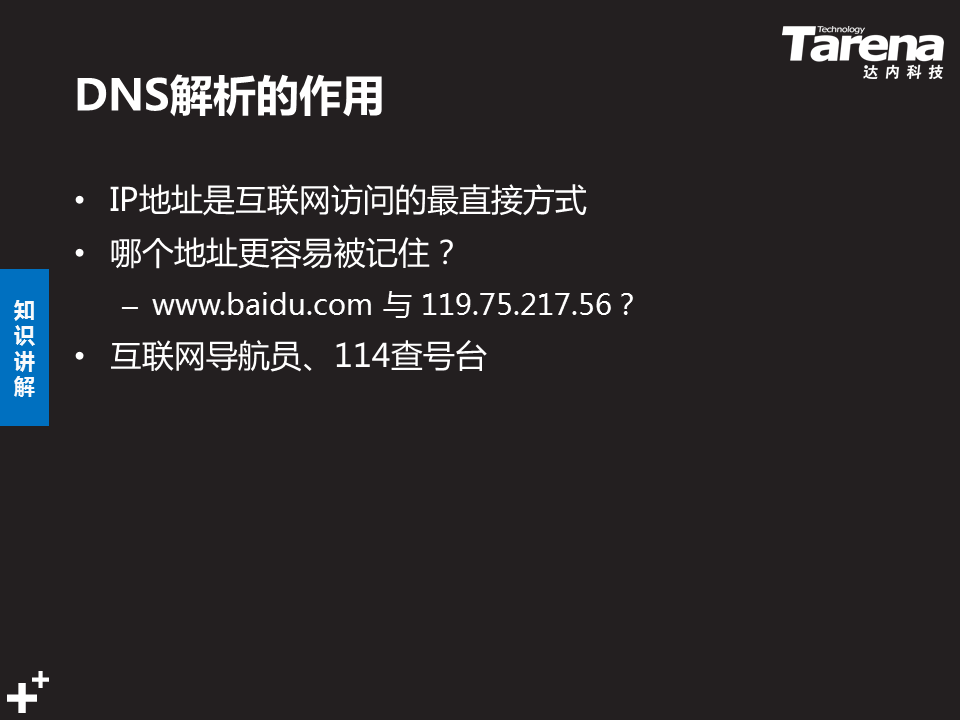 Technology
Tarena
达内科技
DNS解析的作用
• IP地址是互联网访问的最直接方式
• 哪个地址更容易被记住？
– www.baidu.com 与 119.75.217.56？
• 互联网导航员、114查号台
知识讲解